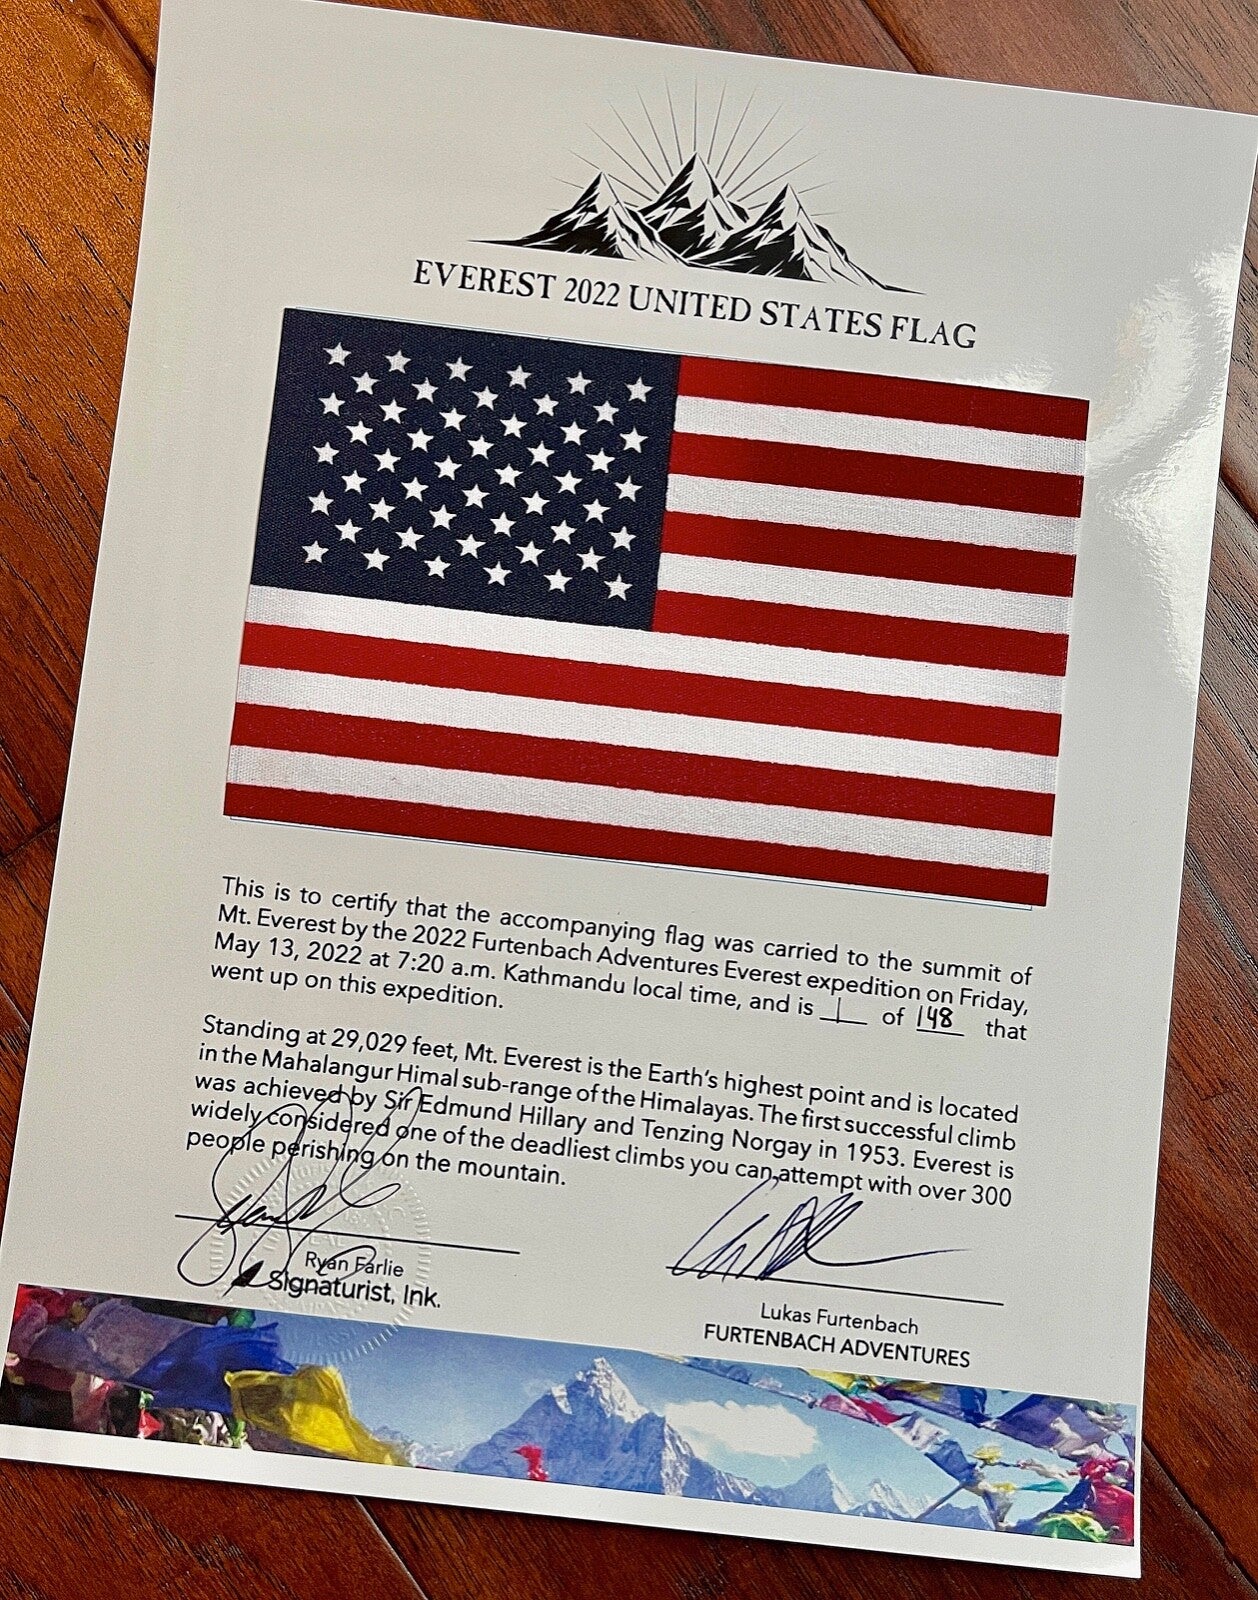 EVEREST 2022 UNITED STATES FLAG
This is to certify that the accompanying flag was carried to the summit of
Mt. Everest by the 2022 Furtenbach Adventures Everest expedition on Friday,
May 13, 2022 at 7:20 a.m. Kathmandu local time, and is 1 of 148 that
went up on this expedition.
Standing at 29,029 feet, Mt. Everest is the Earth's highest point and is located
in the Mahalangur Himal sub-range of the Himalayas. The first successful climb
was achieved by Sir Edmund Hillary and Tenzing Norgay in 1953. Everest is
widely considered one of the deadliest climbs you can attempt with over 300
people perishing on the mountain.
Ryan Farlie
Signaturist, Ink.
Lukas Furtenbach
FURTENBACH ADVENTURES